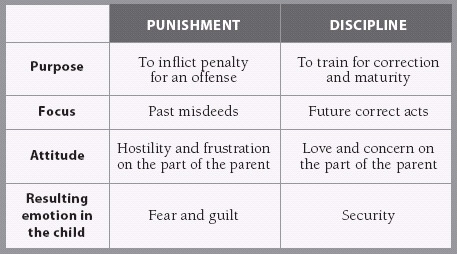 PUNISHMENT DISCIPLINE
Purpose
To inflict penalty
for an offense
To train for correction
and maturity
Focus
Past misdeeds
Future correct acts
Attitude
Hostility and frustration
on the part of the parent
Love and concern on
the part of the parent
Resulting
emotion in
the child
Fear and guilt
Security